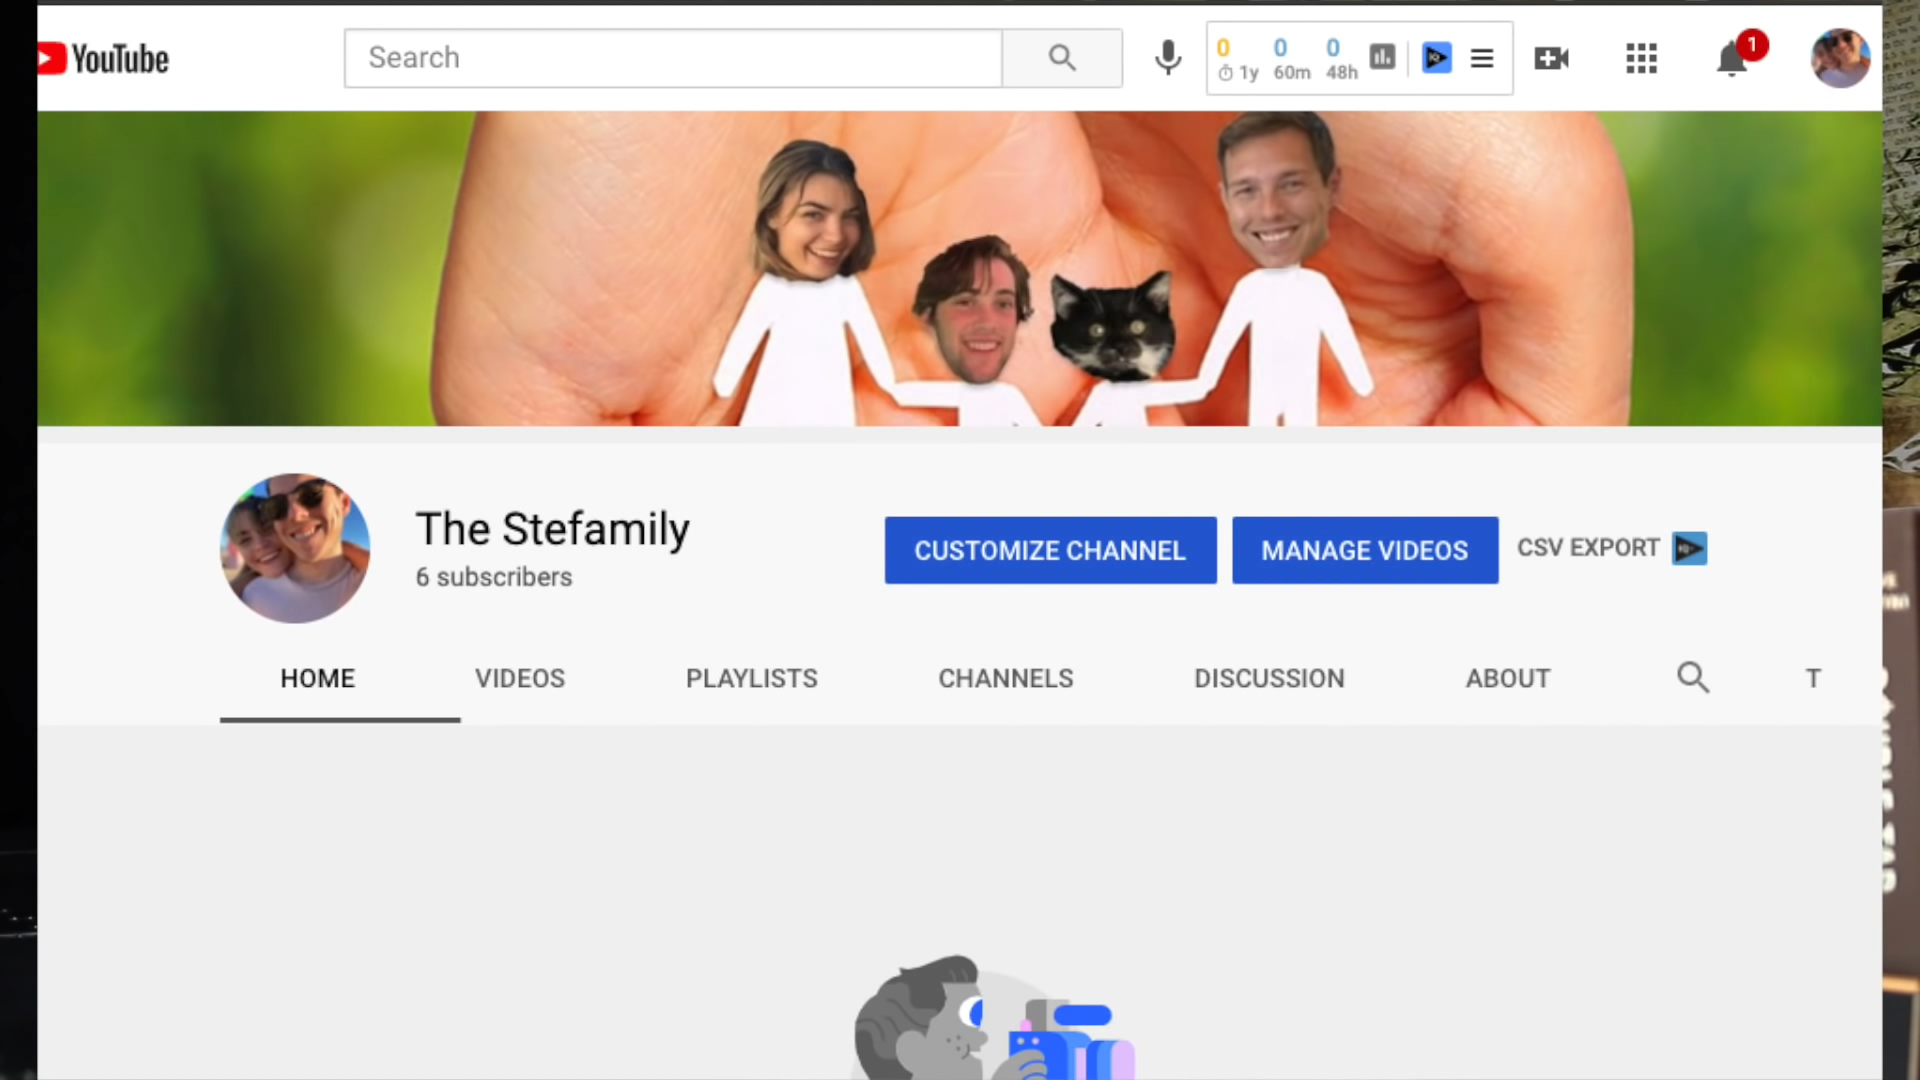 YouTube
Search
0 0 0
1y 60m 48h
1
The Stefamily
6 subscribers
CUSTOMIZE CHANNEL
MANAGE VIDEOS
CSV EXPORT
HOME VIDEOS PLAYLISTS CHANNELS DISCUSSION ABOUT T